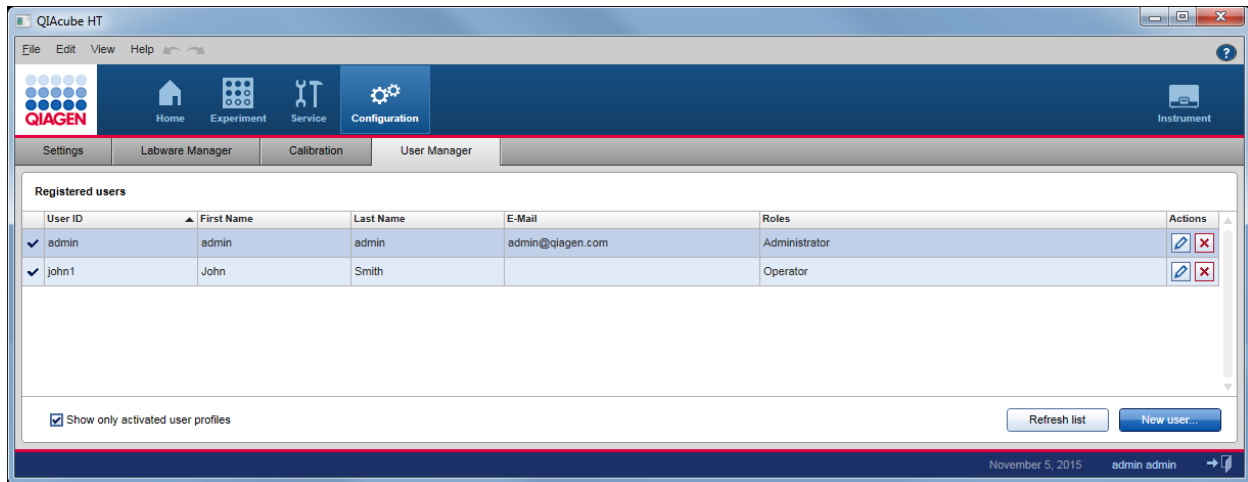 QIAcube HT
File Edit View Help
?
QIAGEN Home Experiment Service Configuration Instrument
Settings Labware Manager Calibration User Manager
Registered users
User ID First Name Last Name E-Mail Roles Actions
admin admin admin admin@qiagen.com Administrator
john1 John Smith Operator
Show only activated user profiles Refresh list New user...
November 5, 2015 admin admin